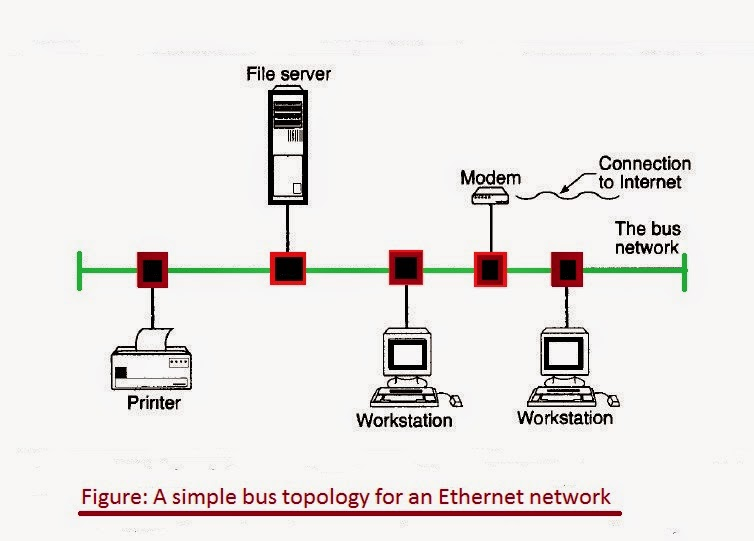 File server
Modem
Connection
to Internet
The bus
network
Printer
Workstation
Workstation
Figure: A simple bus topology for an Ethernet network